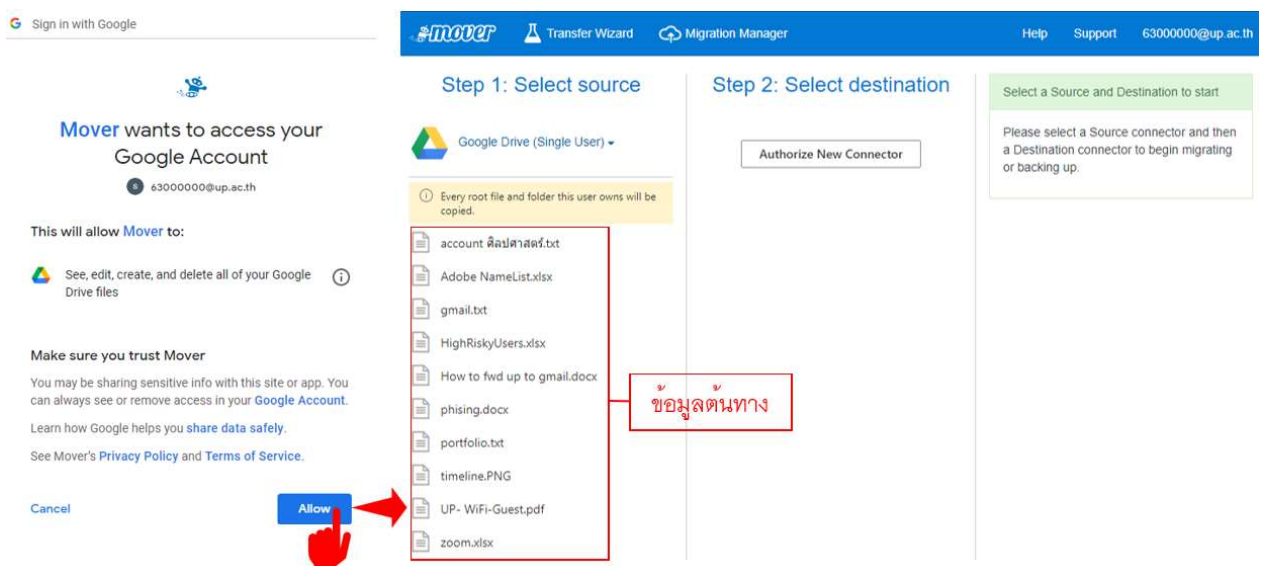 Sign in with Google
Mover wants to access your
Google Account
S 63000000@up.ac.th
This will allow Mover to:
See, edit, create, and delete all of your Google
Drive files
Make sure you trust Mover
You may be sharing sensitive info with this site or app. You
can always see or remove access in your Google Account.
Learn how Google helps you share data safely.
See Mover's Privacy Policy and Terms of Service.
Cancel
Allow
mover
Transfer Wizard
Migration Manager
Help
Support
63000000@up.ac.th
Step 1: Select source
Google Drive (Single User)
Every root file and folder this user owns will be
copied.
account ศิลปศาสตร์.txt
Adobe NameList.xlsx
gmail.txt
HighRiskyUsers.xlsx
How to fwd up to gmail.docx
phising.docx
portfolio.txt
timeline.PNG
UP- WiFi-Guest.pdf
zoom.xlsx
ข้อมูลต้นทาง
Step 2: Select destination
Authorize New Connector
Select a Source and Destination to start
Please select a Source connector and then
a Destination connector to begin migrating
or backing up.